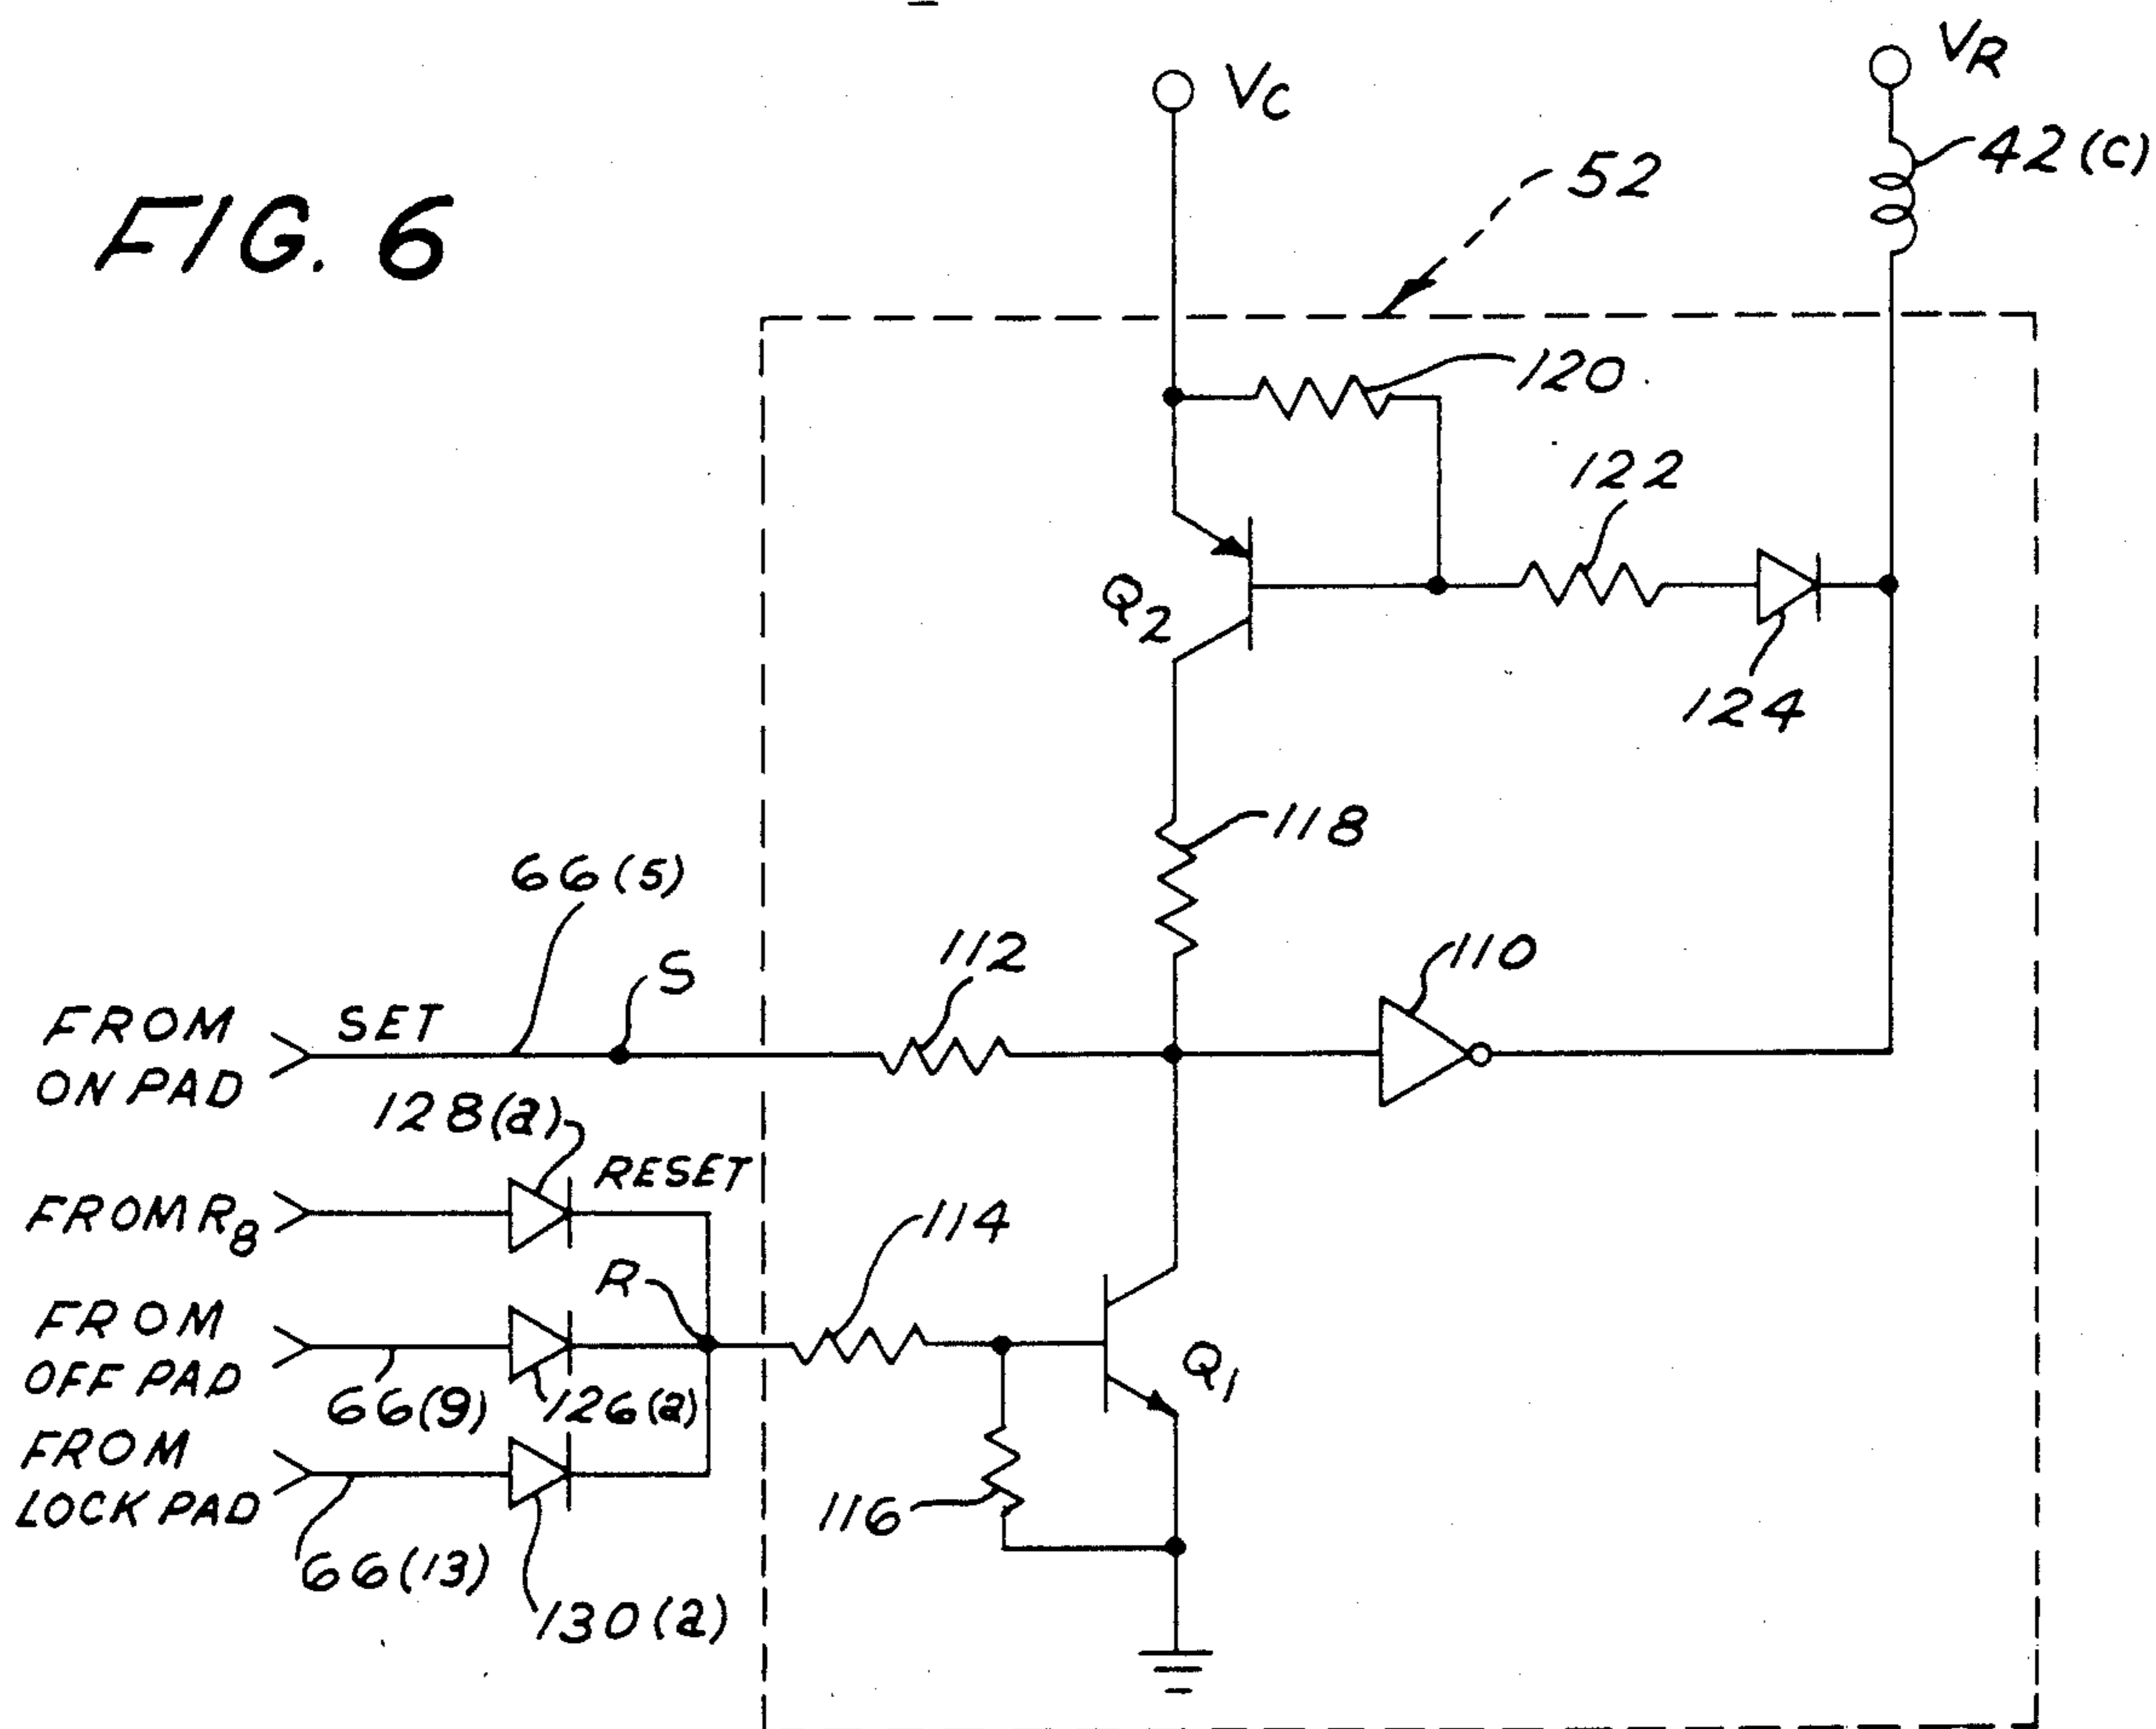 VC
VR
42(C)
52
FIG. 6
120
122
Q2
124
118
66(5)
112
S
110
FROM
ON PAD
SET
128(a)
RESET
FROM R8
114
R
FROM
OFF PAD
66(9)
126(a)
Q1
FROM
LOCK PAD
116
66(13)
130(a)